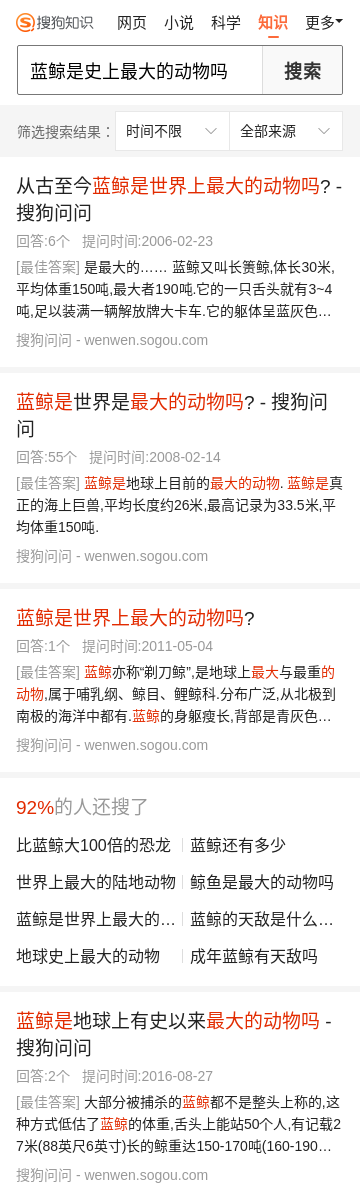 搜狗知识 网页 小说 科学 知识 更多
蓝鲸是史上最大的动物吗 搜索
筛选搜索结果： 时间不限 全部来源
从古至今蓝鲸是世界上最大的动物吗? -
搜狗问问
回答:6个 提问时间:2006-02-23
[最佳答案] 是最大的…… 蓝鲸又叫长箦鲸,体长30米,
平均体重150吨,最大者190吨.它的一只舌头就有3~4
吨,足以装满一辆解放牌大卡车.它的躯体呈蓝灰色…
搜狗问问 - wenwen.sogou.com
蓝鲸是世界是最大的动物吗? - 搜狗问
问
回答:55个 提问时间:2008-02-14
[最佳答案] 蓝鲸是地球上目前的最大的动物. 蓝鲸是真
正的海上巨兽,平均长度约26米,最高记录为33.5米,平
均体重150吨.
搜狗问问 - wenwen.sogou.com
蓝鲸是世界上最大的动物吗?
回答:1个 提问时间:2011-05-04
[最佳答案] 蓝鲸亦称“剃刀鲸”,是地球上最大与最重的
动物,属于哺乳纲、鲸目、鳁鲸科.分布广泛,从北极到
南极的海洋中都有.蓝鲸的身躯瘦长,背部是青灰色…
搜狗问问 - wenwen.sogou.com
92%的人还搜了
比蓝鲸大100倍的恐龙 蓝鲸还有多少
世界上最大的陆地动物 鲸鱼是最大的动物吗
蓝鲸是世界上最大的… 蓝鲸的天敌是什么…
地球史上最大的动物 成年蓝鲸有天敌吗
蓝鲸是地球上有史以来最大的动物吗 -
搜狗问问
回答:2个 提问时间:2016-08-27
[最佳答案] 大部分被捕杀的蓝鲸都不是整头上称的,这
种方式低估了蓝鲸的体重,舌头上能站50个人,有记载2
7米(88英尺6英寸)长的鲸重达150-170吨(160-190…
搜狗问问 - wenwen.sogou.com